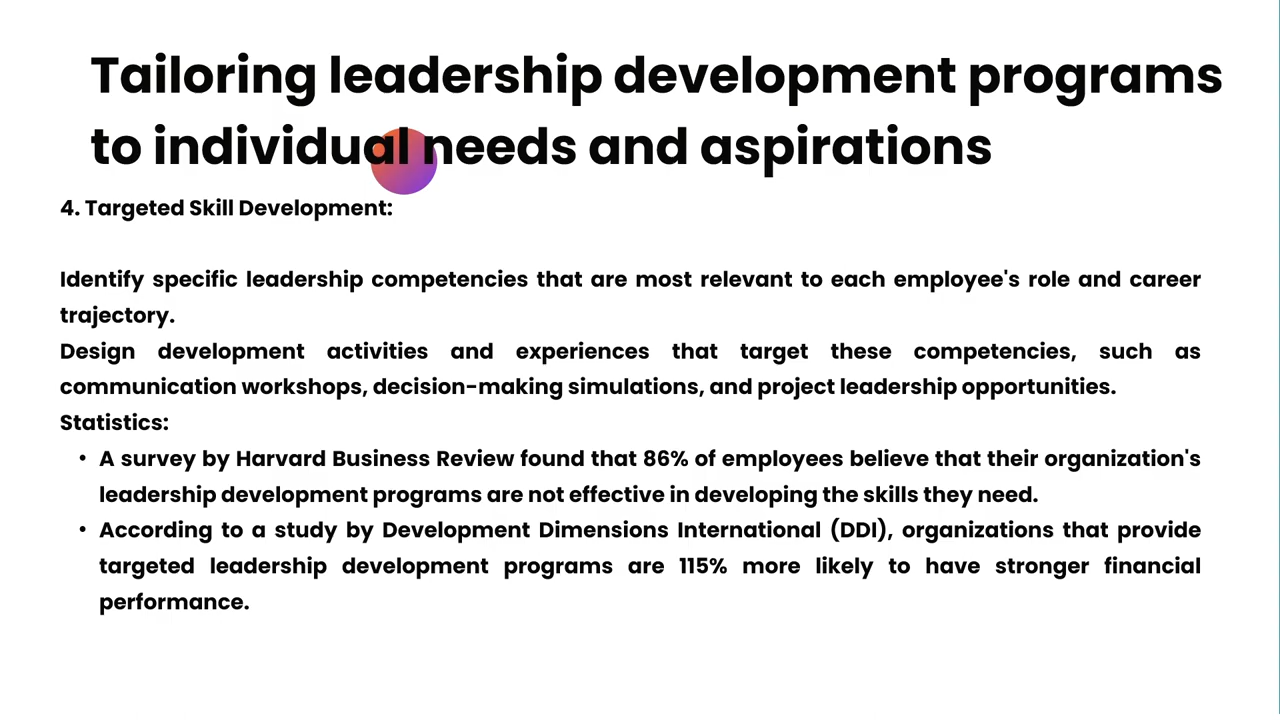 Tailoring leadership development programs
to individual needs and aspirations
4. Targeted Skill Development:
Identify specific leadership competencies that are most relevant to each employee's role and career
trajectory.
Design development activities and experiences that target these competencies, such as
communication workshops, decision-making simulations, and project leadership opportunities.
Statistics:
• A survey by Harvard Business Review found that 86% of employees believe that their organization's
leadership development programs are not effective in developing the skills they need.
• According to a study by Development Dimensions International (DDI), organizations that provide
targeted leadership development programs are 115% more likely to have stronger financial
performance.